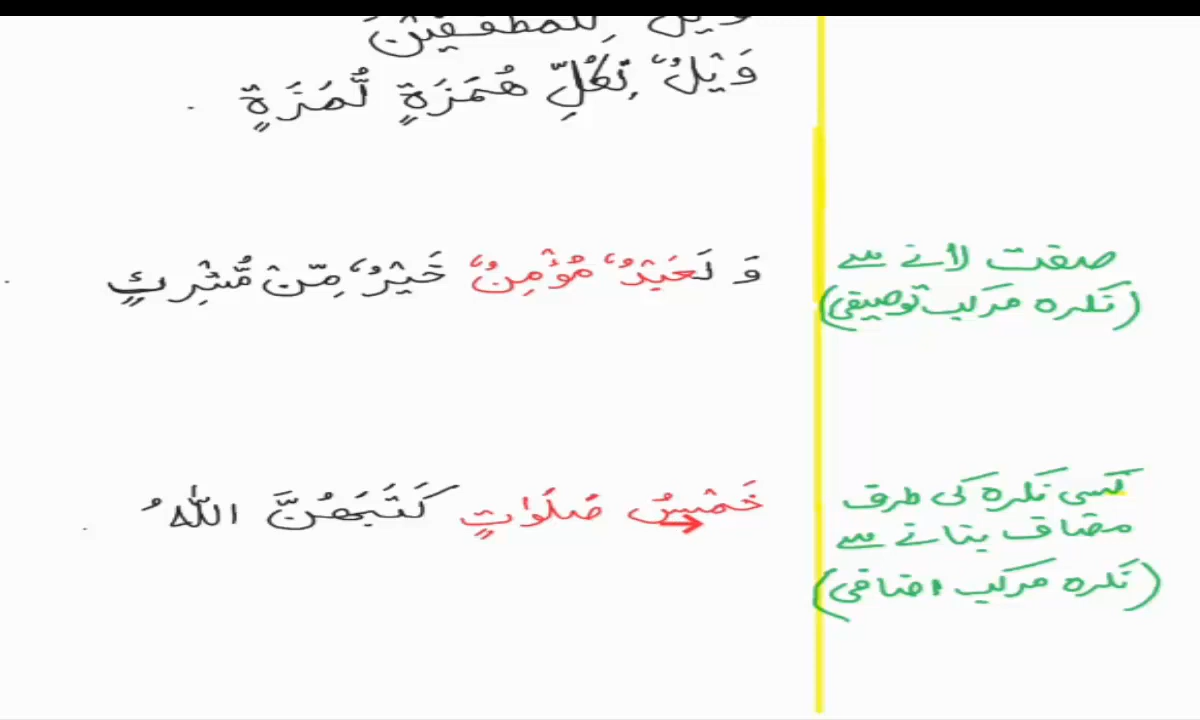 وَيْلٌ لِلْمُطَفِّفِيْنَ
وَيْلٌ لِكُلِّ هُمَزَةٍ لُّمَزَةٍ
صفت لانے سے
(نکرہ مرکب توصیفی)
وَ لَعَبْدٌ مُؤْمِنٌ خَيْرٌ مِّنْ مُّشْرِكٍ
کسی نکرہ کی طرف
مضاف بنانے سے
(نکرہ مرکب اضافی)
خَمْسُ صَلَوَاتٍ كَتَبَهُنَّ اللّٰهُ